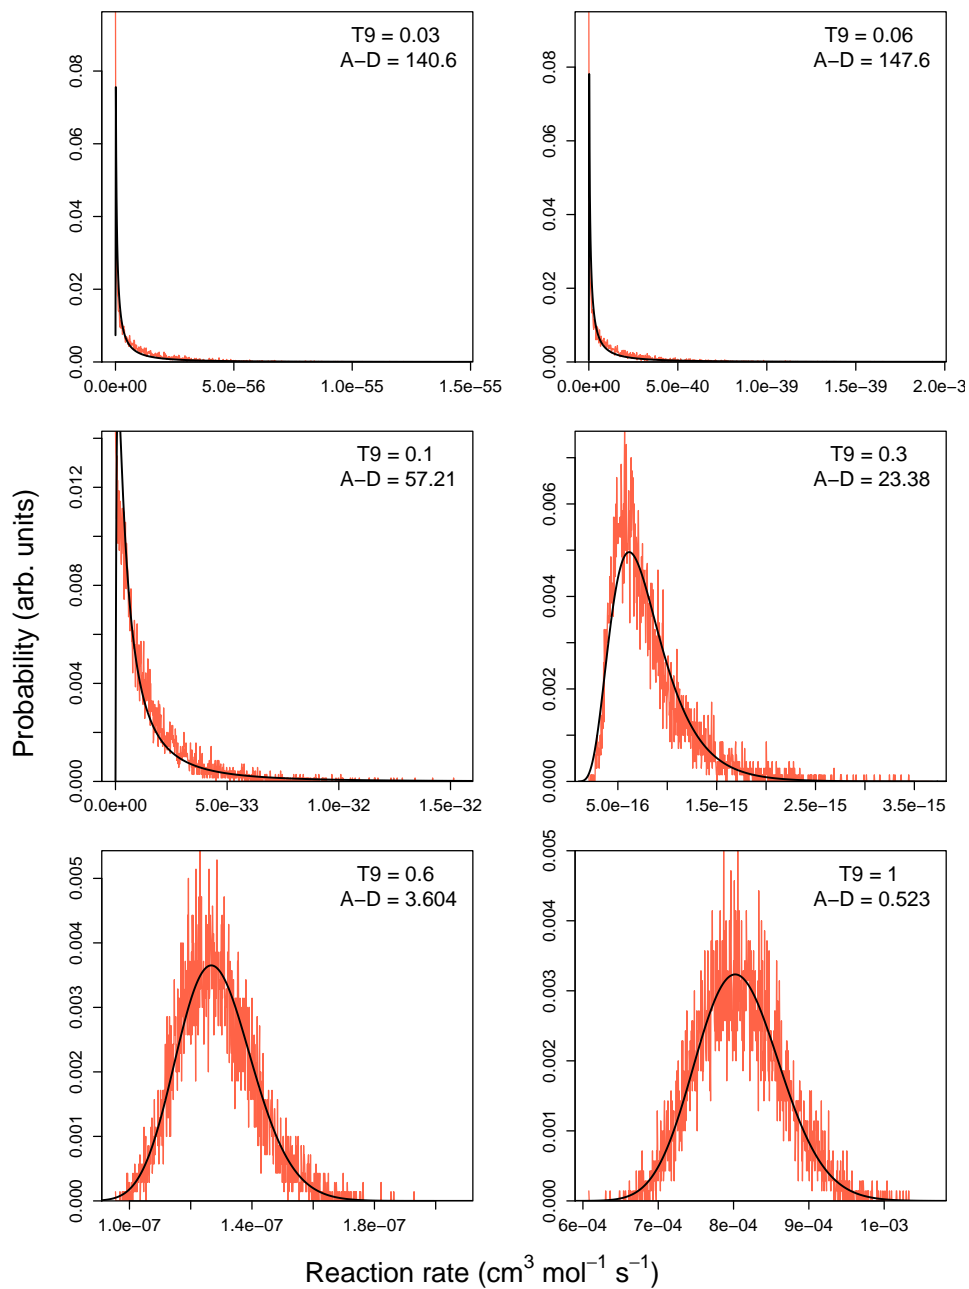 T9 = 0.03
A−D = 140.6
0.00
0.02
0.04
0.06
0.08
0.0e+00
5.0e−56
1.0e−55
1.5e−55
T9 = 0.06
A−D = 147.6
0.00
0.02
0.04
0.06
0.08
0.0e+00
5.0e−40
1.0e−39
1.5e−39
2.0e−3
Probability (arb. units)
T9 = 0.1
A−D = 57.21
0.000
0.004
0.008
0.012
0.0e+00
5.0e−33
1.0e−32
1.5e−32
T9 = 0.3
A−D = 23.38
0.000
0.002
0.004
0.006
5.0e−16
1.5e−15
2.5e−15
3.5e−15
T9 = 0.6
A−D = 3.604
0.000
0.001
0.002
0.003
0.004
0.005
1.0e−07
1.4e−07
1.8e−07
T9 = 1
A−D = 0.523
0.000
0.001
0.002
0.003
0.004
0.005
6e−04
7e−04
8e−04
9e−04
1e−03
Reaction rate (cm³ mol⁻¹ s⁻¹)